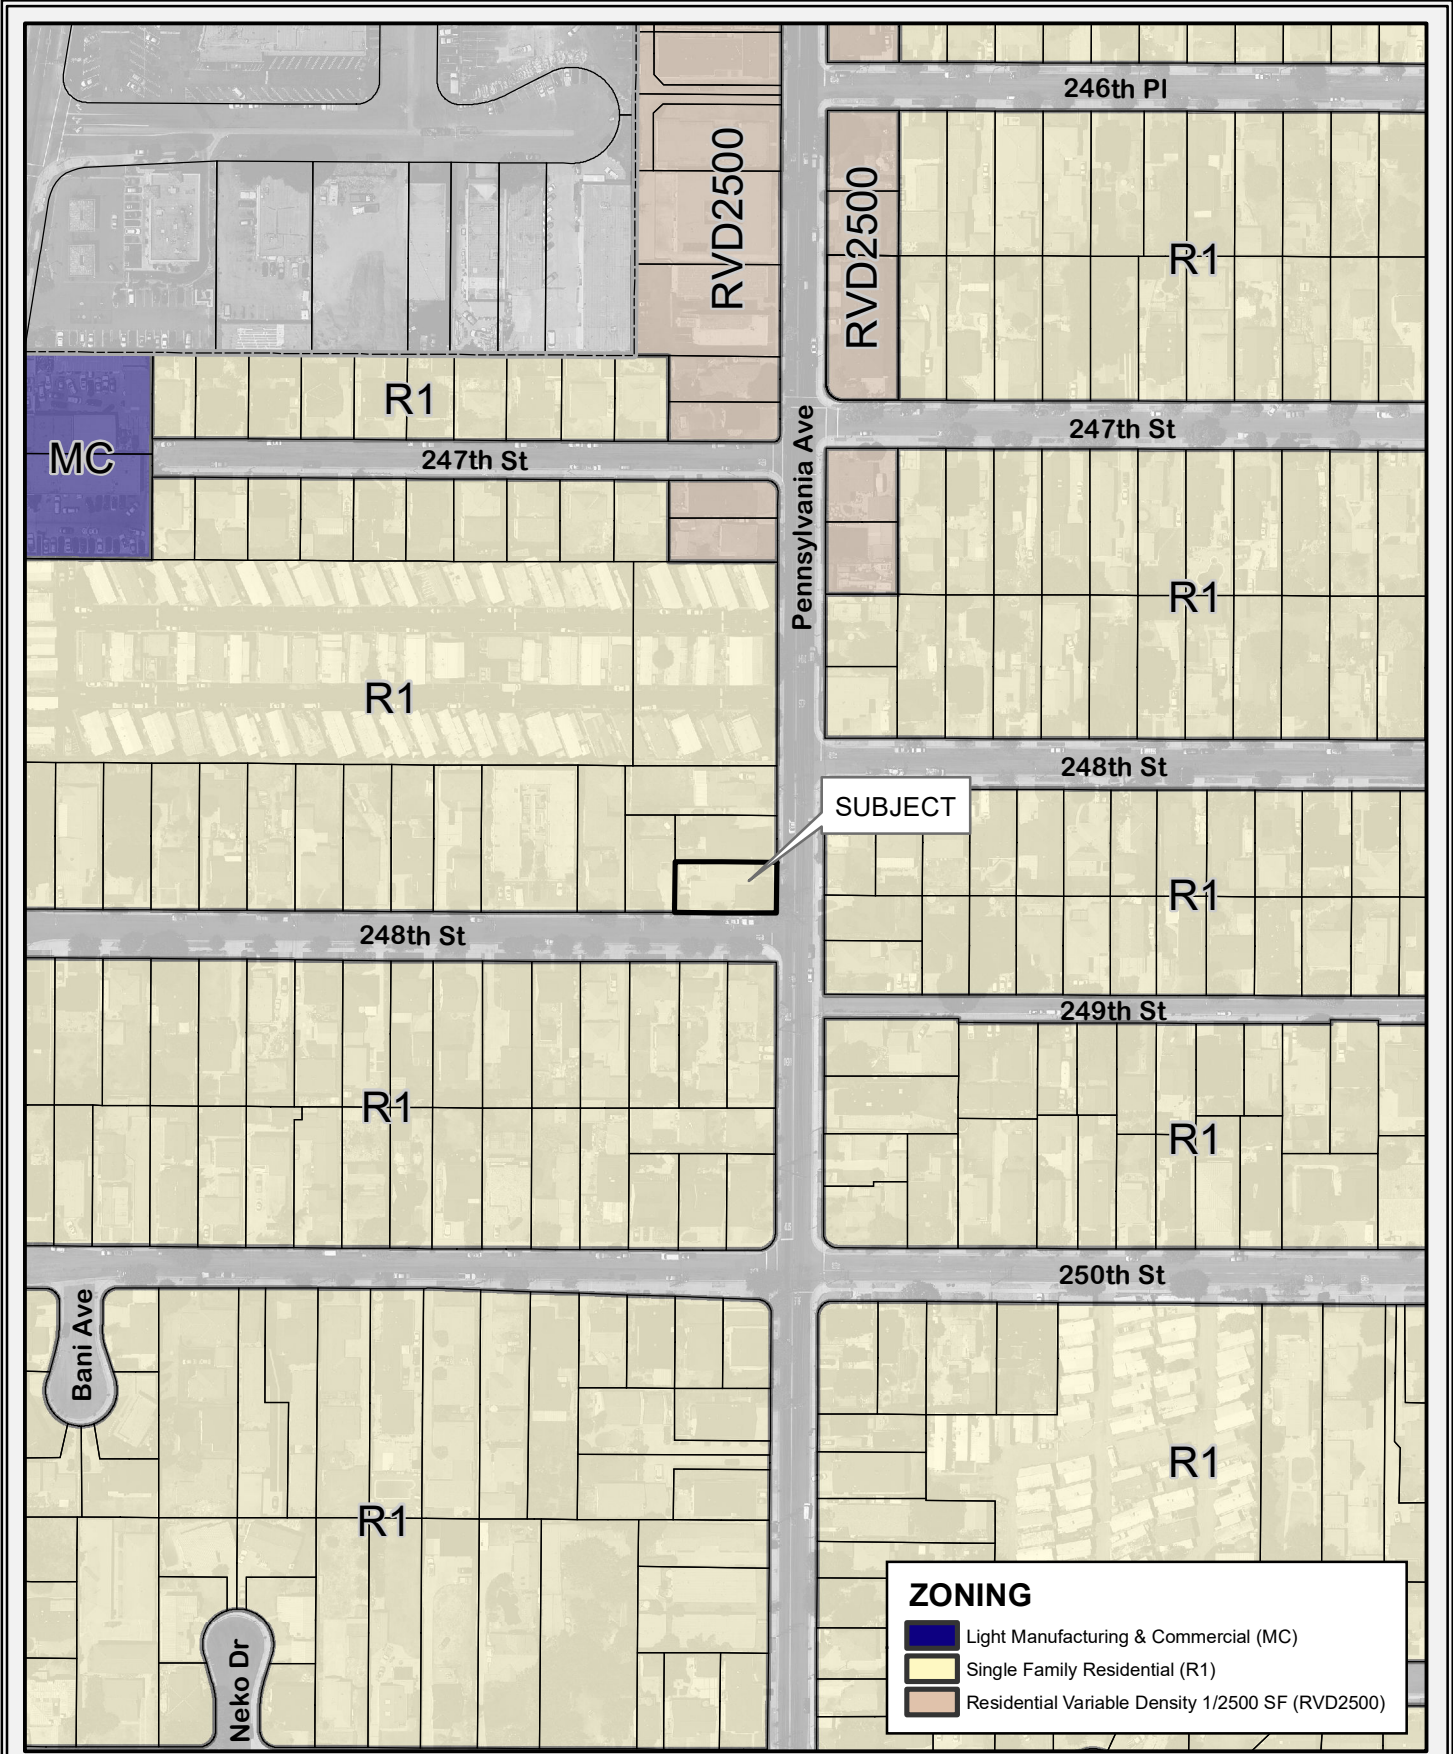 246th Pl
RVD2500
RVD2500
R1
R1
247th St
MC
247th St
Pennsylvania Ave
R1
R1
248th St
SUBJECT
R1
248th St
249th St
R1
R1
250th St
Bani Ave
R1
R1
Neko Dr
ZONING
Light Manufacturing & Commercial (MC)
Single Family Residential (R1)
Residential Variable Density 1/2500 SF (RVD2500)